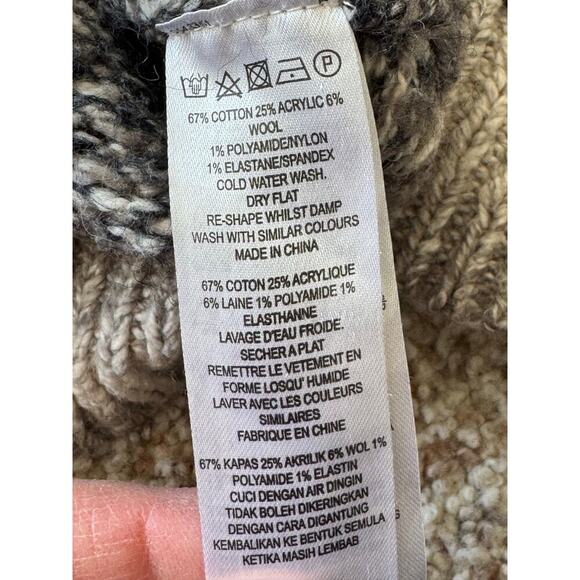 P
67% COTTON 25% ACRYLIC 6%
WOOL
1% POLYAMIDE/NYLON
1% ELASTANE/SPANDEX
COLD WATER WASH.
DRY FLAT
RE-SHAPE WHILST DAMP
WASH WITH SIMILAR COLOURS
MADE IN CHINA
67% COTON 25% ACRYLIQUE
6% LAINE 1% POLYAMIDE 1%
ELASTHANNE
LAVAGE D'EAU FROIDE.
SECHER A PLAT
REMETTRE LE VETEMENT EN
FORME LOSQU' HUMIDE
LAVER AVEC LES COULEURS
SIMILAIRES
FABRIQUE EN CHINE
67% KAPAS 25% AKRILIK 6% WOL 1%
POLYAMIDE 1% ELASTIN
CUCI DENGAN AIR DINGIN
TIDAK BOLEH DIKERINGKAN
DENGAN CARA DIGANTUNG
KEMBALIKAN KE BENTUK SEMULA
KETIKA MASIH LEMBAB